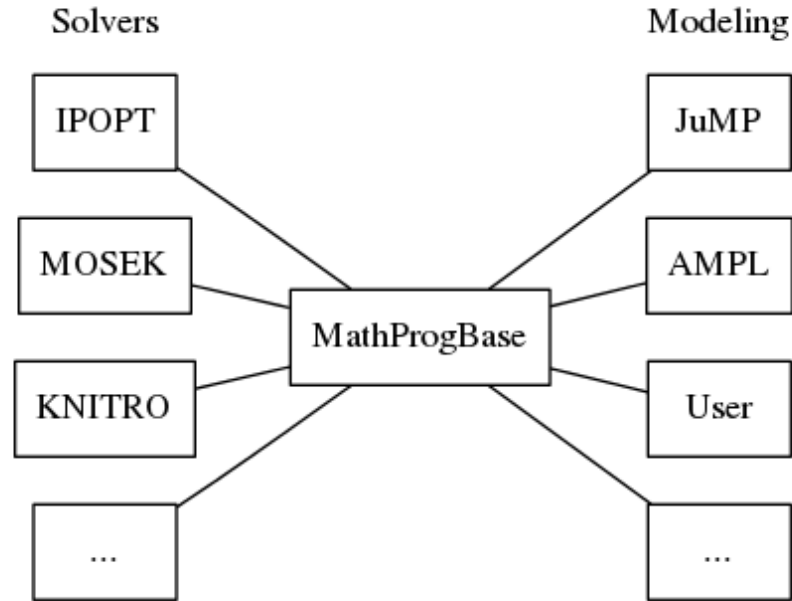 Solvers
Modeling
IPOPT
JuMP
MOSEK
AMPL
MathProgBase
KNITRO
User
...
...